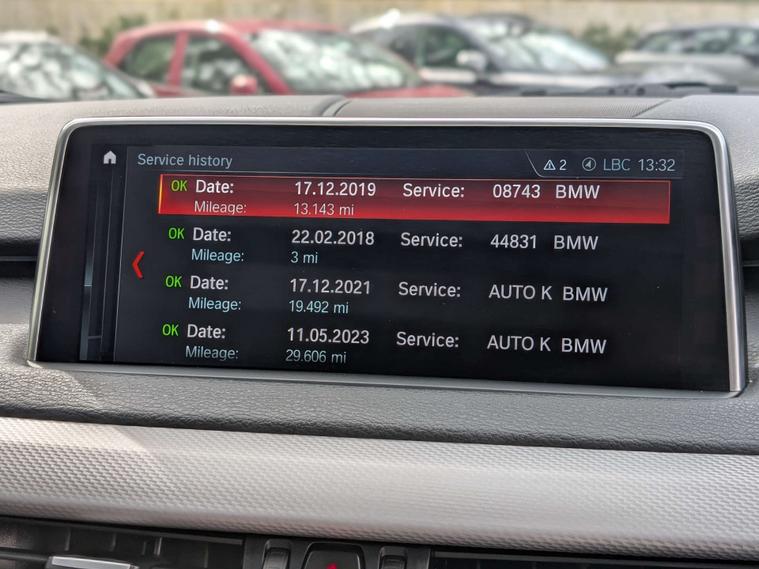 Service history 2 LBC 13:32
OK Date: 17.12.2019 Service: 08743 BMW
Mileage: 13.143 mi
OK Date: 22.02.2018 Service: 44831 BMW
Mileage: 3 mi
OK Date: 17.12.2021 Service: AUTO K BMW
Mileage: 19.492 mi
OK Date: 11.05.2023 Service: AUTO K BMW
Mileage: 29.606 mi